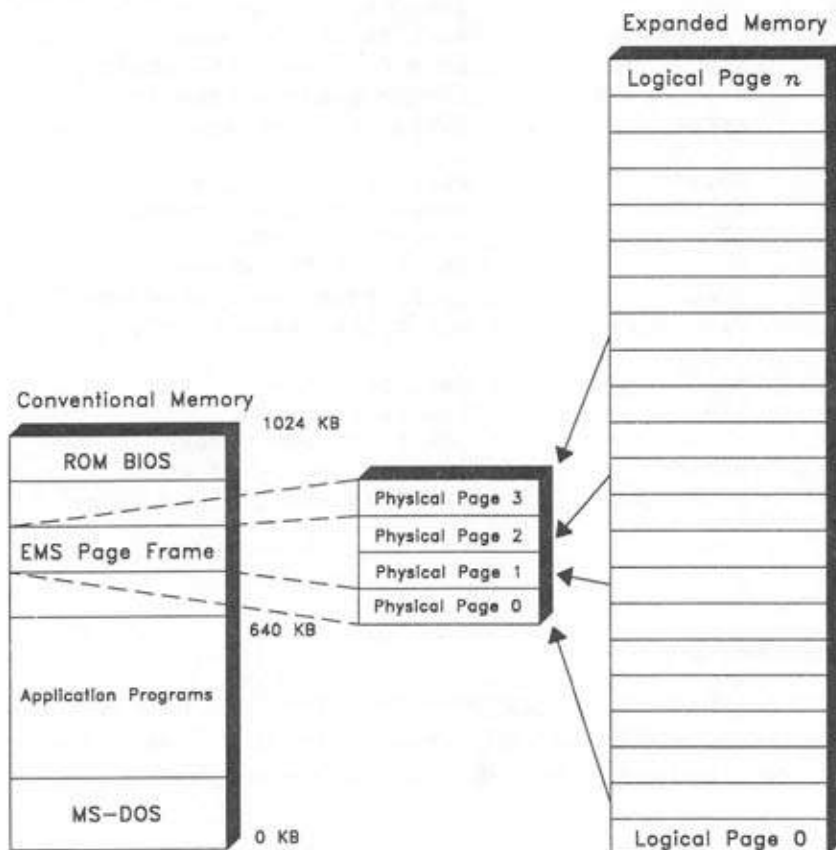 Expanded Memory
Logical Page n
Conventional Memory
1024 KB
ROM BIOS
EMS Page Frame
640 KB
Application Programs
MS-DOS
0 KB
Physical Page 3
Physical Page 2
Physical Page 1
Physical Page 0
Logical Page 0